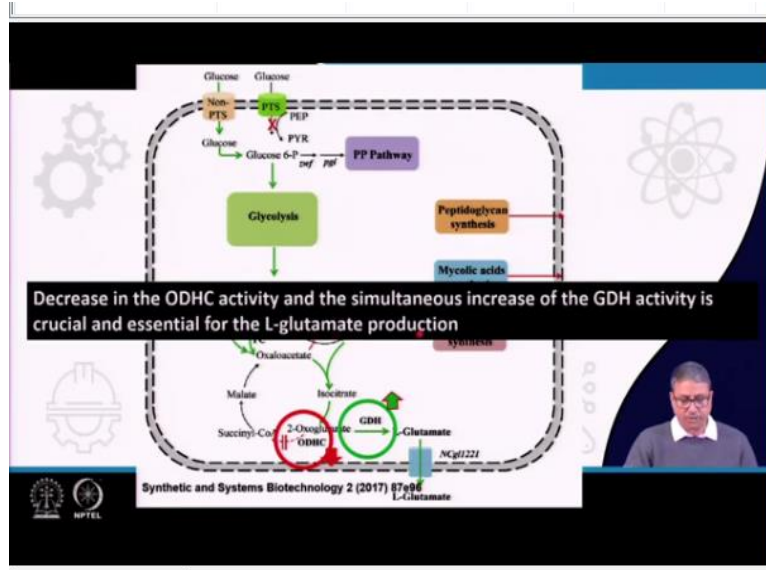 Glucose Glucose
Non-
PTS
PTS
PEP
PYR
Glucose
Glucose 6-P
zwf
pgi
PP Pathway
Glycolysis
Peptidoglycan
synthesis
Mycolic acids
Decrease in the ODHC activity and the simultaneous increase of the GDH activity is
crucial and essential for the L-glutamate production
synthesis
Oxaloacetate
Malate
Isocitrate
Succinyl-CoA
2-Oxoglutarate
GDH
L-Glutamate
ODHC
NCgl1221
Synthetic and Systems Biotechnology 2 (2017) 87e96
L-Glutamate
NPTEL